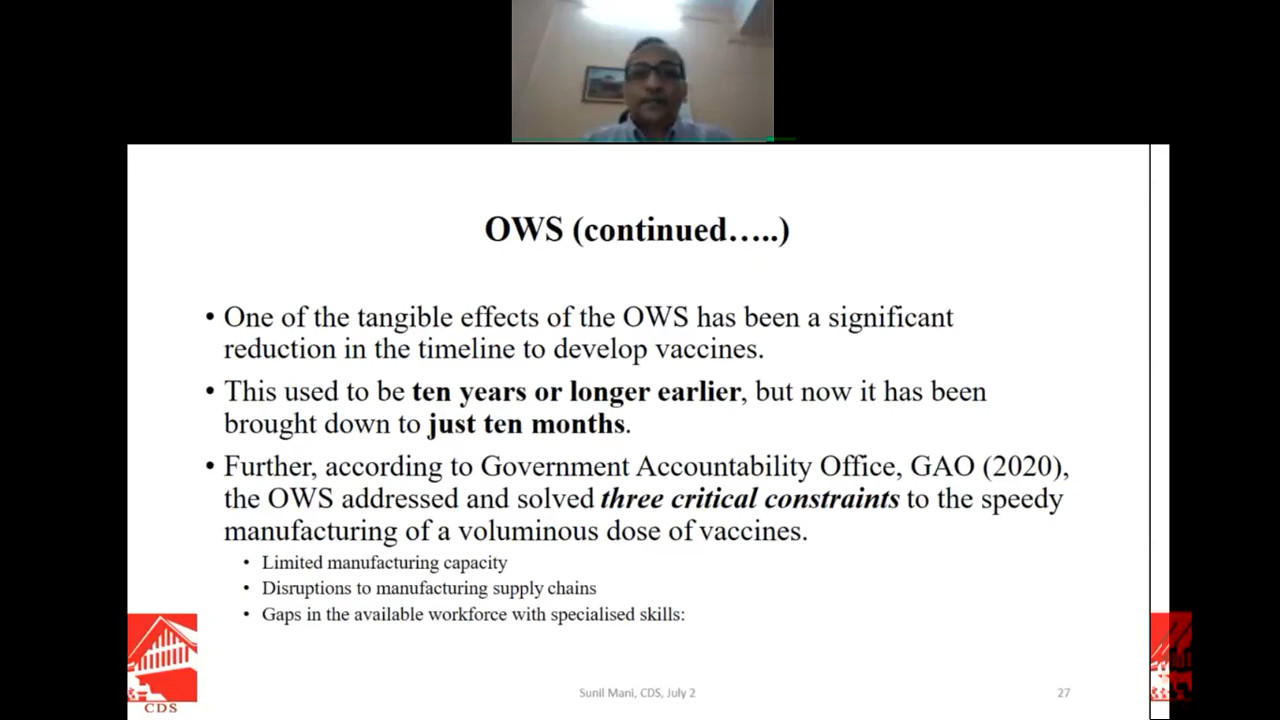 OWS (continued…..)
• One of the tangible effects of the OWS has been a significant
reduction in the timeline to develop vaccines.
• This used to be ten years or longer earlier, but now it has been
brought down to just ten months.
• Further, according to Government Accountability Office, GAO (2020),
the OWS addressed and solved three critical constraints to the speedy
manufacturing of a voluminous dose of vaccines.
• Limited manufacturing capacity
• Disruptions to manufacturing supply chains
• Gaps in the available workforce with specialised skills:
CDS
Sunil Mani, CDS, July 2
27